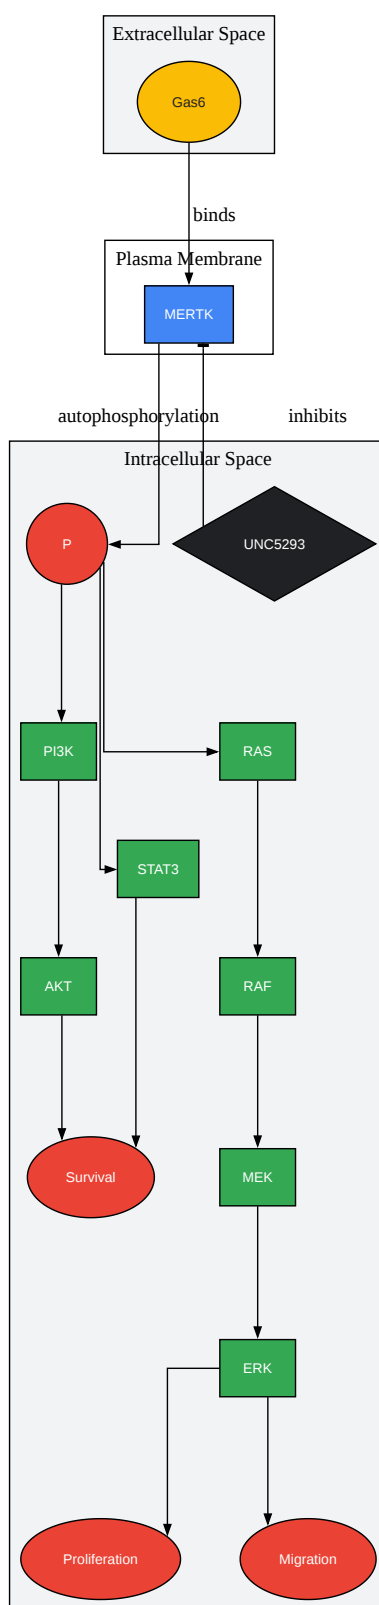 Extracellular Space
Gas6
binds
Plasma Membrane
MERTK
autophosphorylation
inhibits
Intracellular Space
P
UNC5293
PI3K
RAS
STAT3
AKT
RAF
Survival
MEK
ERK
Proliferation
Migration